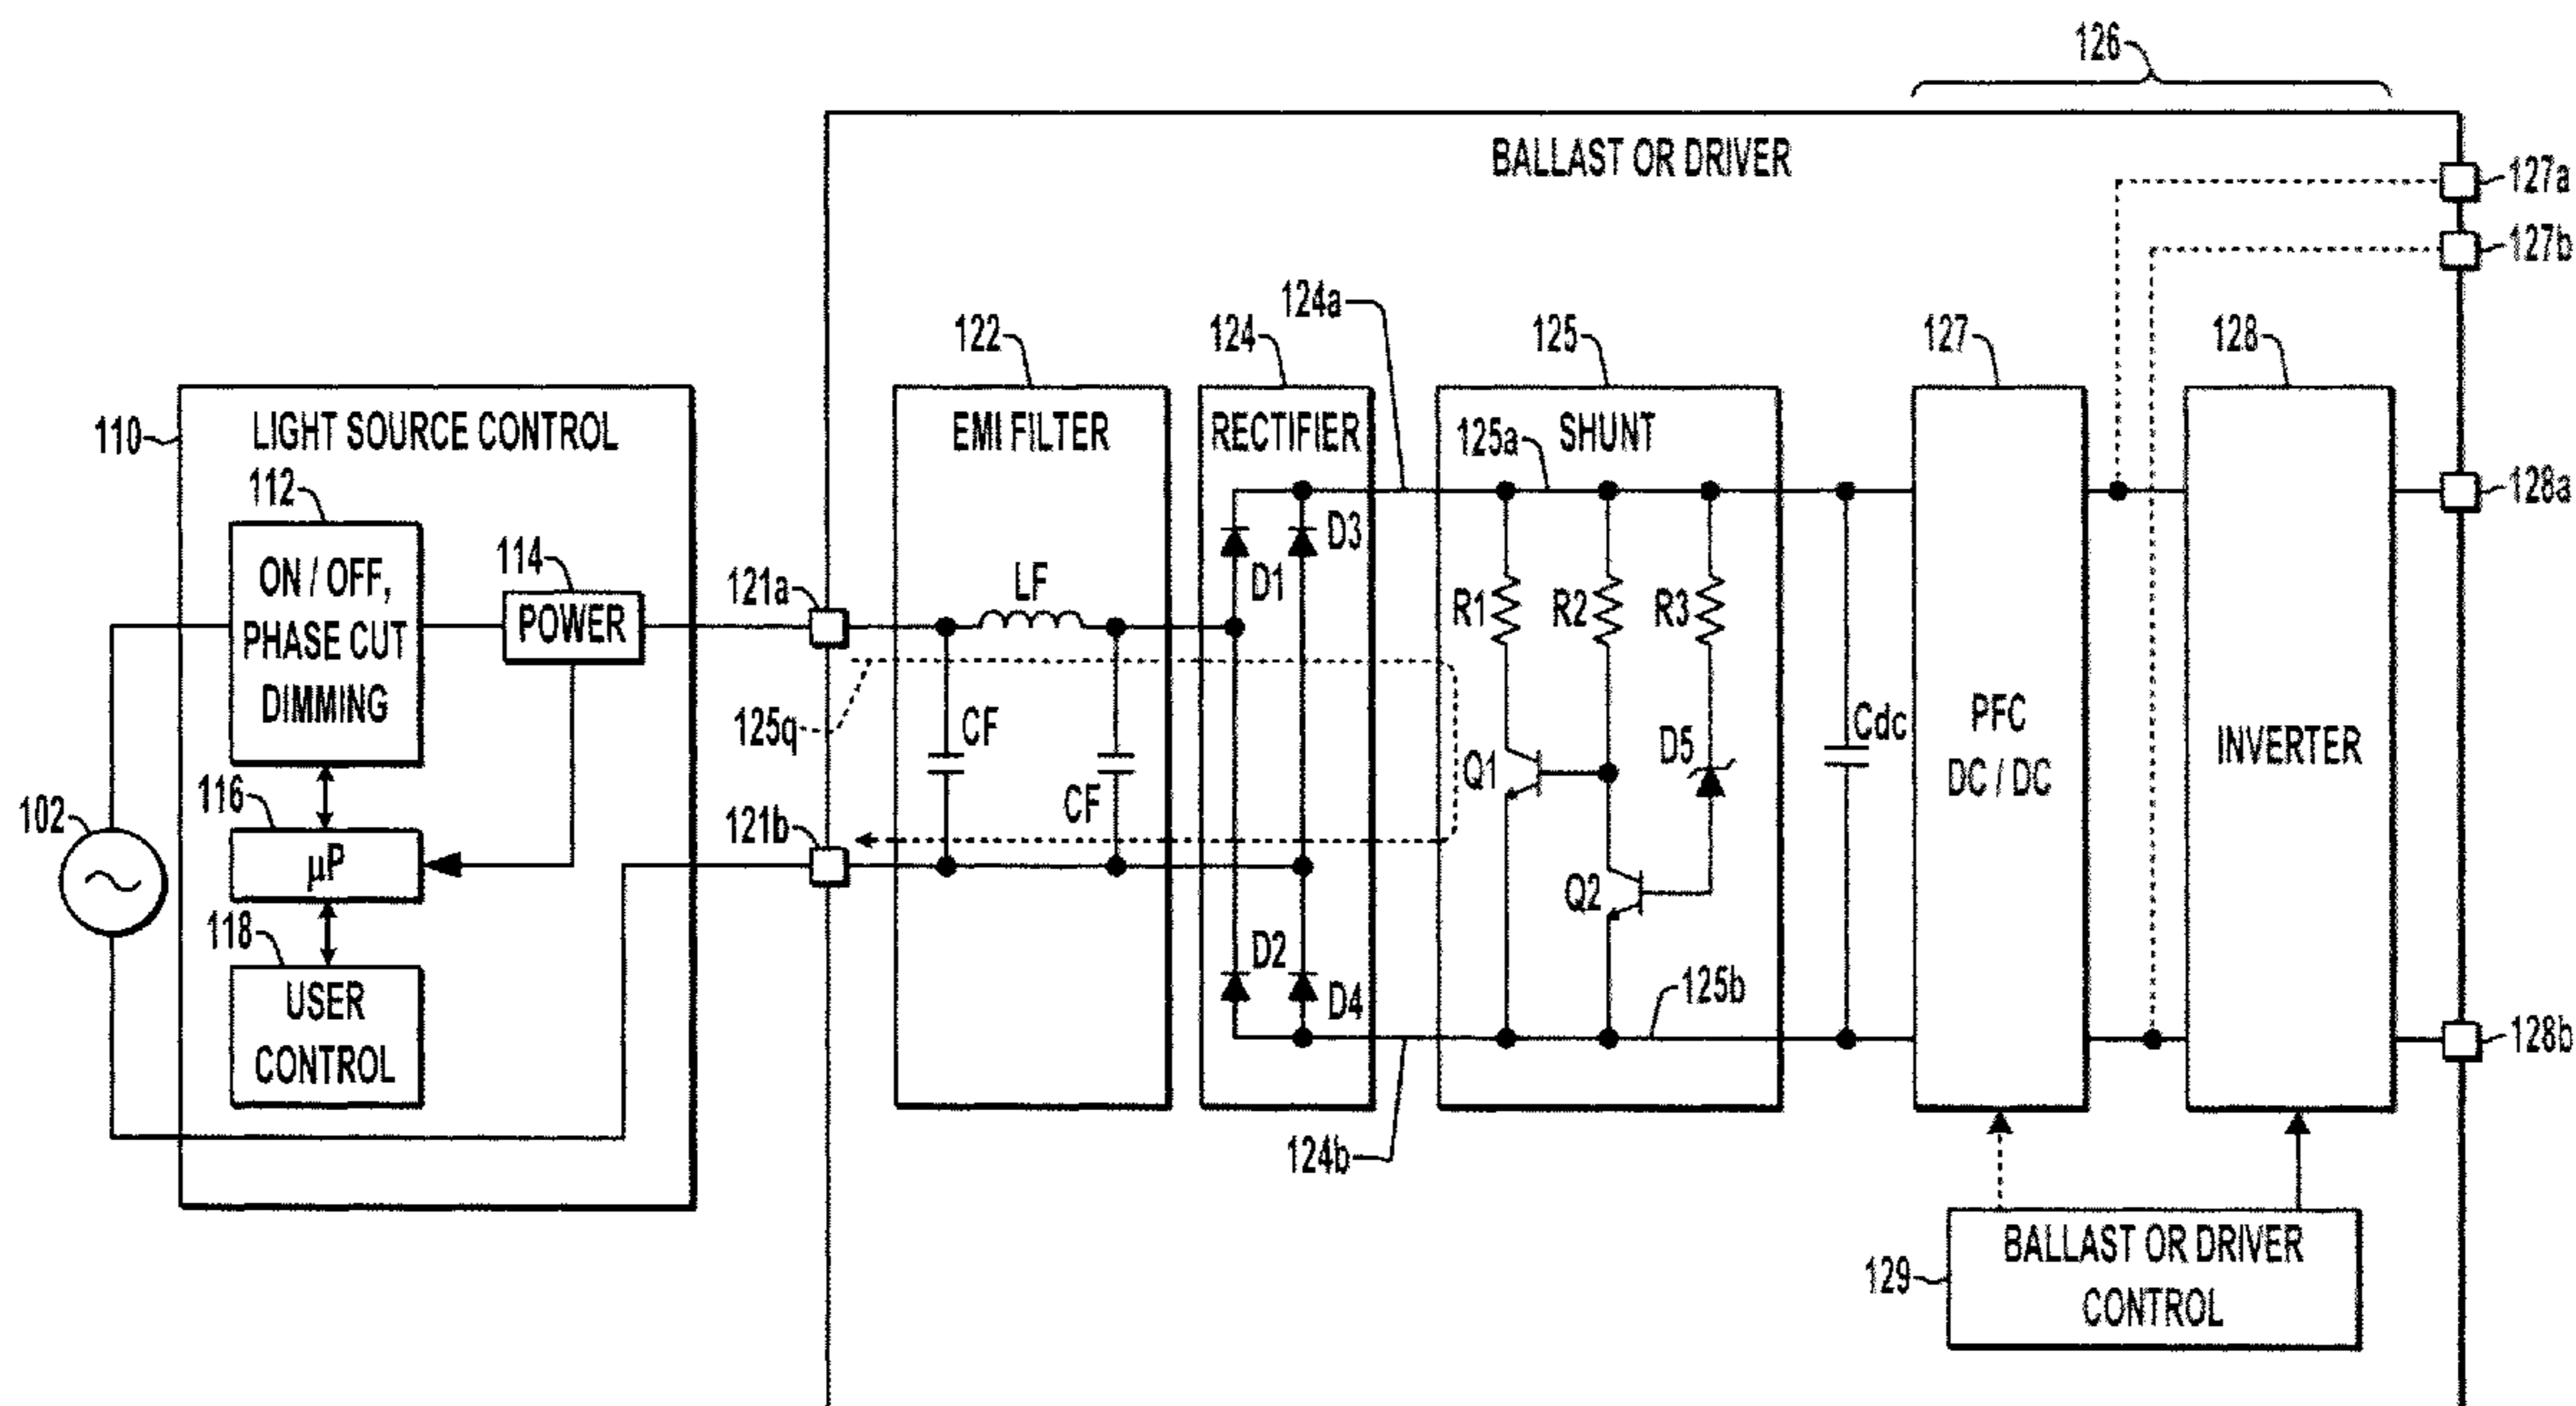 126
BALLAST OR DRIVER
127a
127b
124a
122
124
125
127
128
110
LIGHT SOURCE CONTROL
EMI FILTER
RECTIFIER
125a
SHUNT
112
128a
ON / OFF,
PHASE CUT
DIMMING
114
POWER
121a
LF
D1
D3
R1
R2
R3
125q
CF
CF
Q1
D5
Cdc
PFC
DC / DC
INVERTER
102
116
µP
121b
Q2
118
USER
CONTROL
D2
D4
125b
128b
124b
129
BALLAST OR DRIVER
CONTROL